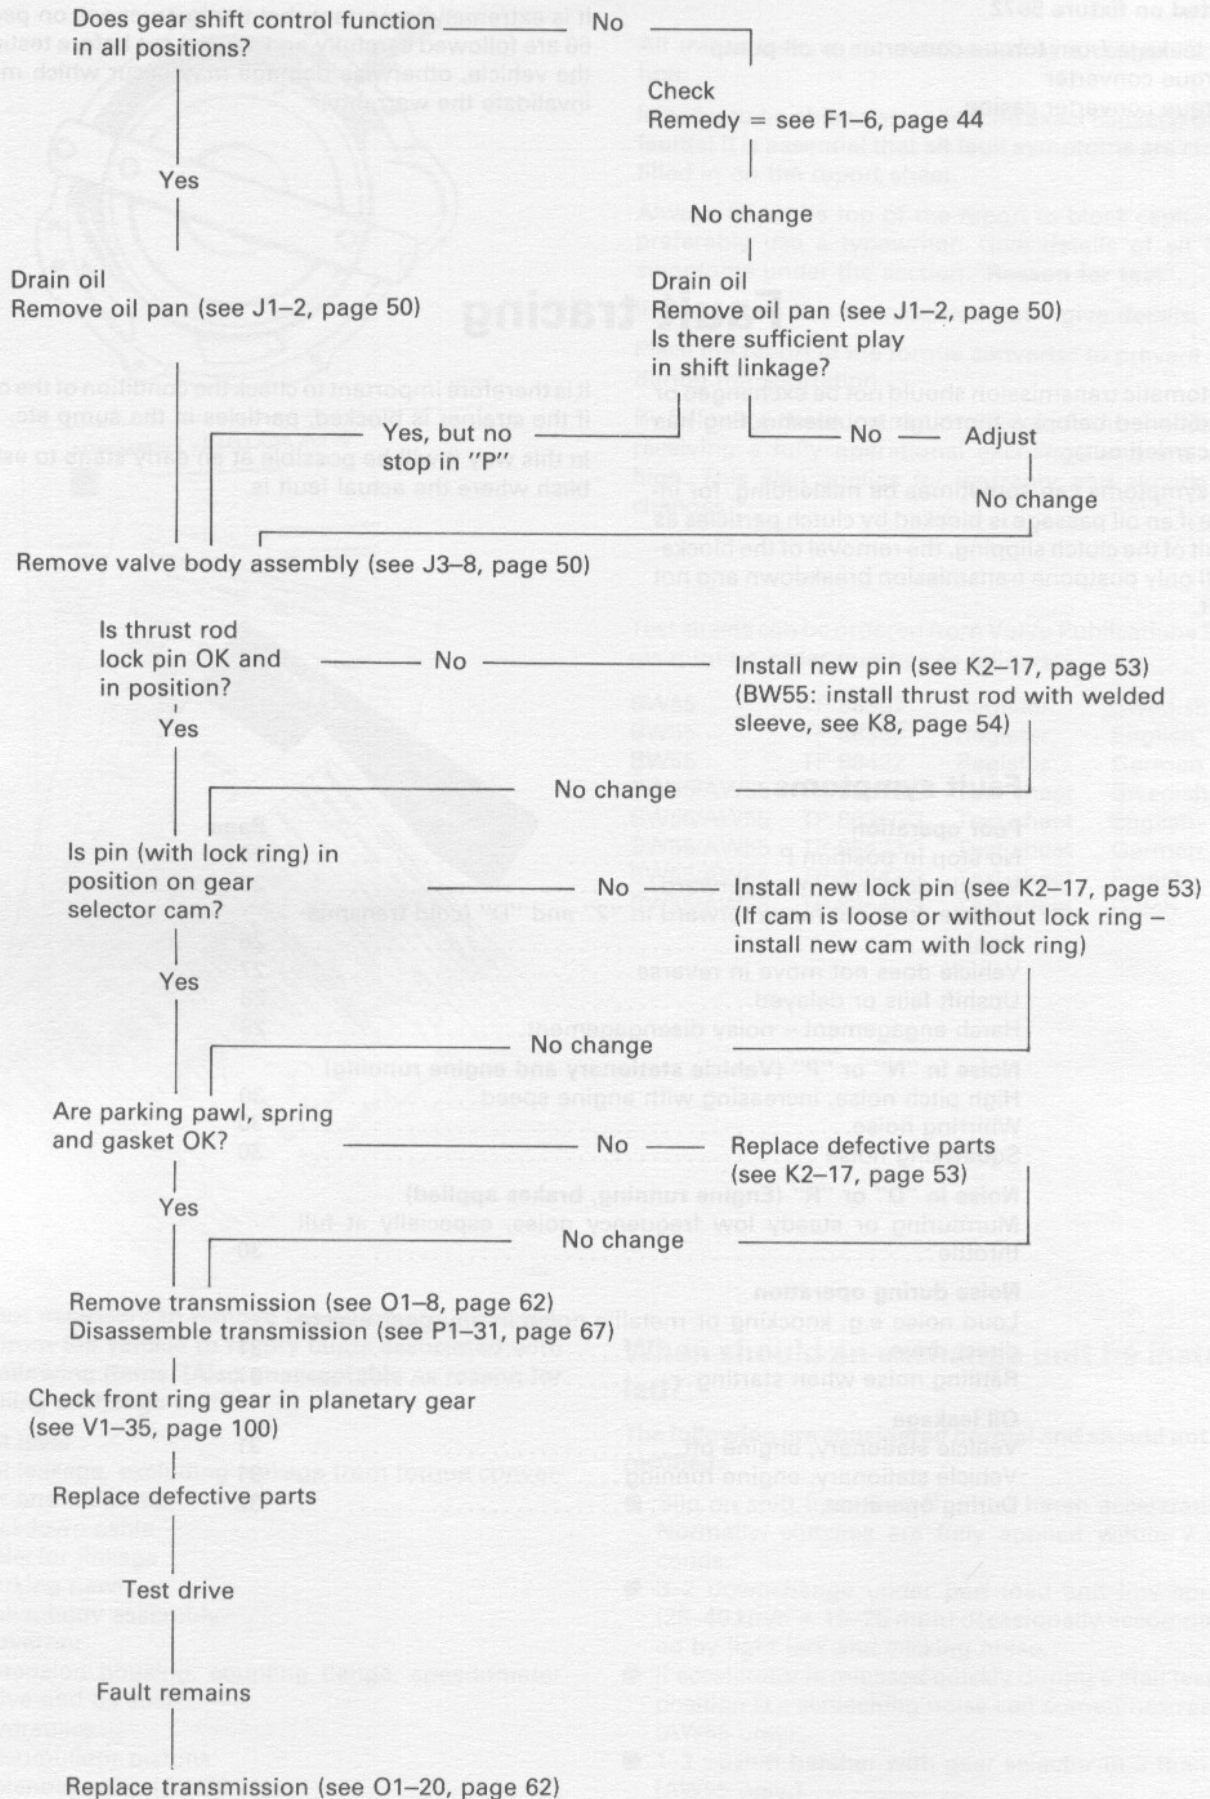 Does gear shift control function
in all positions?
No
Check
Remedy = see F1–6, page 44
Yes
No change
Drain oil
Remove oil pan (see J1–2, page 50)
Drain oil
Remove oil pan (see J1–2, page 50)
Is there sufficient play
in shift linkage?
Yes, but no
stop in "P"
No
Adjust
No change
Remove valve body assembly (see J3–8, page 50)
Is thrust rod
lock pin OK and
in position?
No
Install new pin (see K2–17, page 53)
(BW55: install thrust rod with welded
sleeve, see K8, page 54)
Yes
No change
Is pin (with lock ring) in
position on gear
selector cam?
No
Install new lock pin (see K2–17, page 53)
(If cam is loose or without lock ring –
install new cam with lock ring)
Yes
No change
Are parking pawl, spring
and gasket OK?
No
Replace defective parts
(see K2–17, page 53)
Yes
No change
Remove transmission (see O1–8, page 62)
Disassemble transmission (see P1–31, page 67)
Check front ring gear in planetary gear
(see V1–35, page 100)
Replace defective parts
Test drive
Fault remains
Replace transmission (see O1–20, page 62)